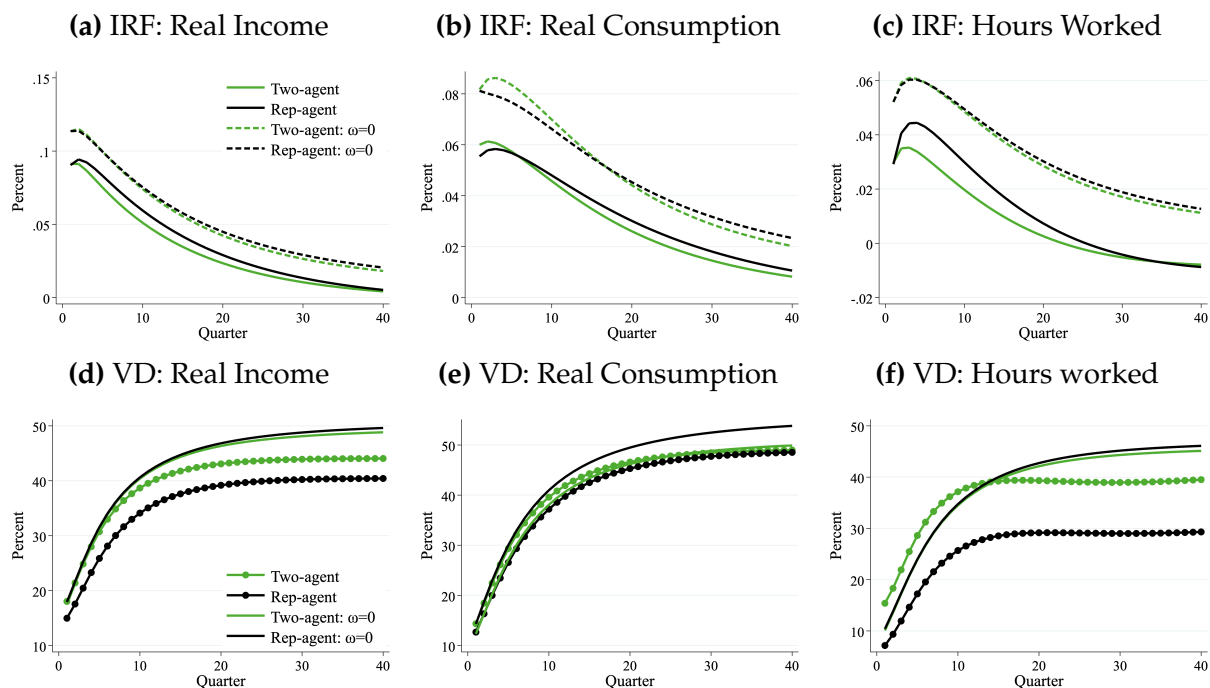 (a) IRF: Real Income
(b) IRF: Real Consumption
(c) IRF: Hours Worked
Percent
.15
.1
.05
0
0
10
20
30
40
Quarter
Two-agent
Rep-agent
Two-agent: ω=0
Rep-agent: ω=0
Percent
.08
.06
.04
.02
0
0
10
20
30
40
Quarter
Percent
.06
.04
.02
0
-.02
0
10
20
30
40
Quarter
(d) VD: Real Income
(e) VD: Real Consumption
(f) VD: Hours worked
Percent
50
40
30
20
10
0
10
20
30
40
Quarter
Two-agent
Rep-agent
Two-agent: ω=0
Rep-agent: ω=0
Percent
50
40
30
20
10
0
10
20
30
40
Quarter
Percent
50
40
30
20
10
0
10
20
30
40
Quarter